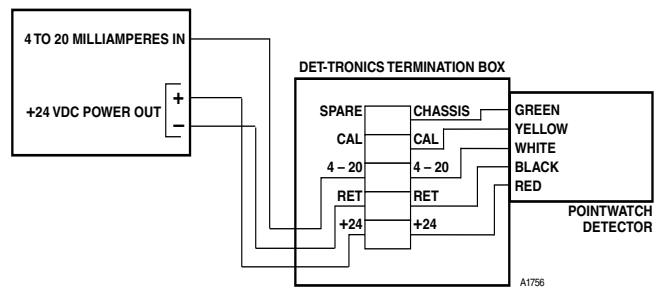 4 TO 20 MILLIAMPERES IN
+24 VDC POWER OUT
+
–
DET-TRONICS TERMINATION BOX
SPARE CHASSIS GREEN
CAL CAL YELLOW
4 – 20 4 – 20 WHITE
RET RET BLACK
+24 +24 RED
POINTWATCH
DETECTOR
A1756